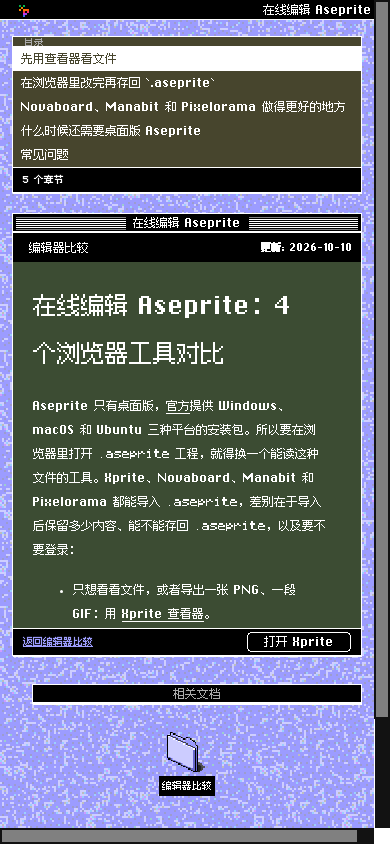 在线编辑 Aseprite
目录
先用查看器看文件
在浏览器里改完再存回 `.aseprite`
Novaboard、Manabit 和 Pixelorama 做得更好的地方
什么时候还需要桌面版 Aseprite
常见问题
5 个章节
在线编辑 Aseprite
编辑器比较
更新: 2026-10-10
在线编辑 Aseprite：4
个浏览器工具对比
Aseprite 只有桌面版，官方提供 Windows、
macOS 和 Ubuntu 三种平台的安装包。所以要在浏
览器里打开 .aseprite 工程，就得换一个能读这种
文件的工具。Xprite、Novaboard、Manabit 和
Pixelorama 都能导入 .aseprite，差别在于导入
后保留多少内容、能不能存回 .aseprite，以及要不
要登录：
• 只想看看文件，或者导出一张 PNG、一段
GIF：用 Xprite 查看器。
返回编辑器比较
打开 Xprite
相关文档
编辑器比较